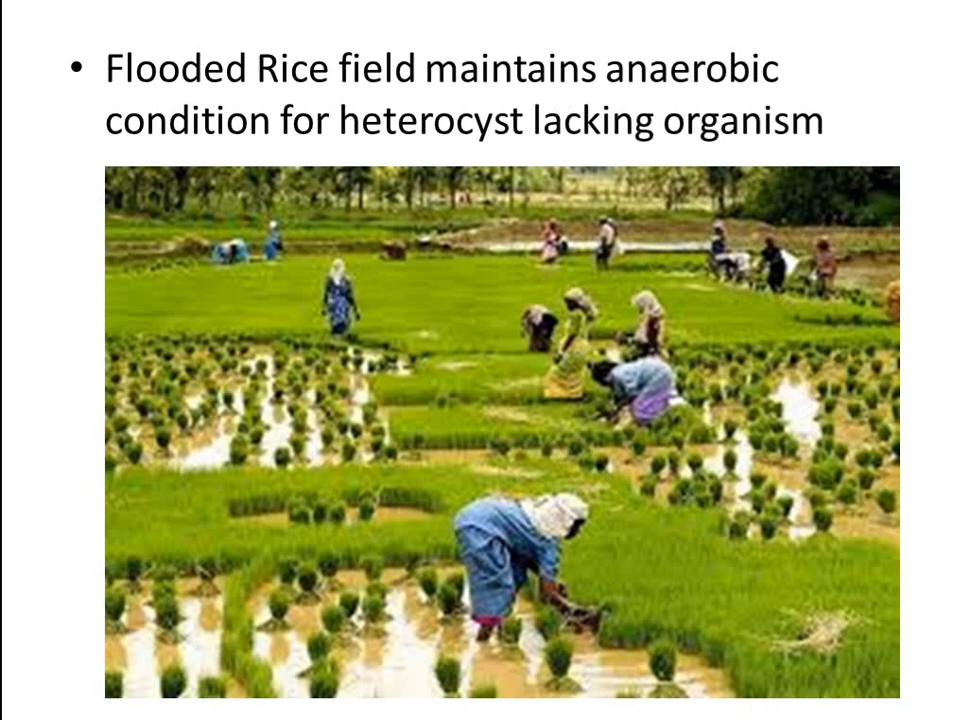 • Flooded Rice field maintains anaerobic
condition for heterocyst lacking organism